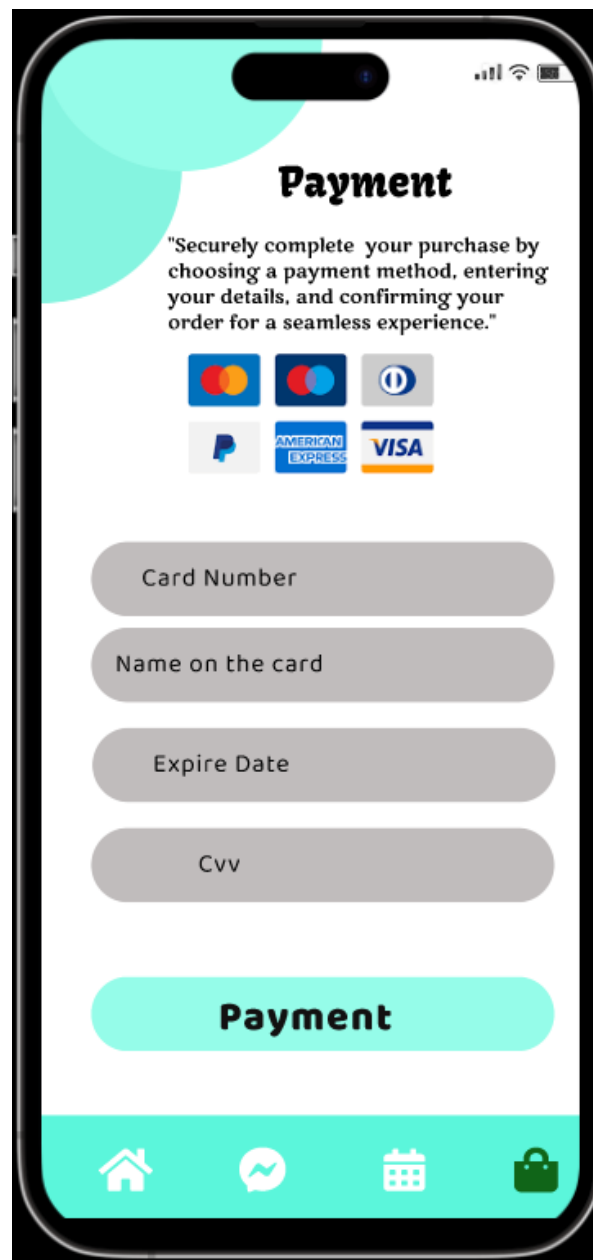 Payment
"Securely complete your purchase by
choosing a payment method, entering
your details, and confirming your
order for a seamless experience."
AMERICAN
EXPRESS
VISA
Card Number
Name on the card
Expire Date
Cvv
Payment